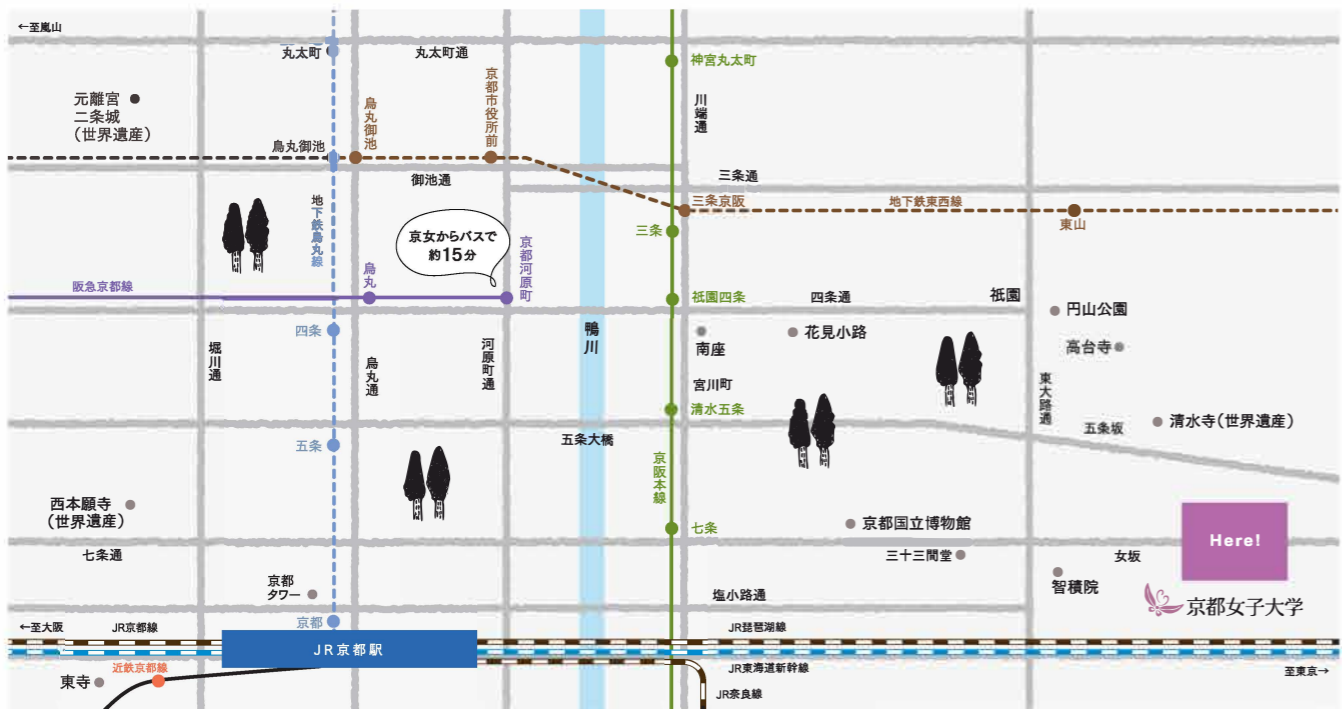 ←至嵐山
丸太町
丸太町通
神宮丸太町
元離宮
二条城
（世界遺産）
烏丸御池
烏丸御池
京都市役所前
川端通
御池通
三条通
三条京阪
地下鉄東西線
東山
地下鉄烏丸線
京女からバスで
約15分
三条
阪急京都線
烏丸
京都河原町
祇園四条
四条通
祇園
円山公園
四条
鴨川
南座
花見小路
高台寺
堀川通
烏丸通
河原町通
宮川町
東大路通
清水五条
清水寺（世界遺産）
五条坂
五条
五条大橋
京阪本線
西本願寺
（世界遺産）
七条
京都国立博物館
Here!
七条通
三十三間堂
女坂
京都
タワー
塩小路通
智積院
京都女子大学
京都
←至大阪
JR京都線
JR琵琶湖線
JR京都駅
近鉄京都線
JR東海道新幹線
至東京→
東寺
JR奈良線